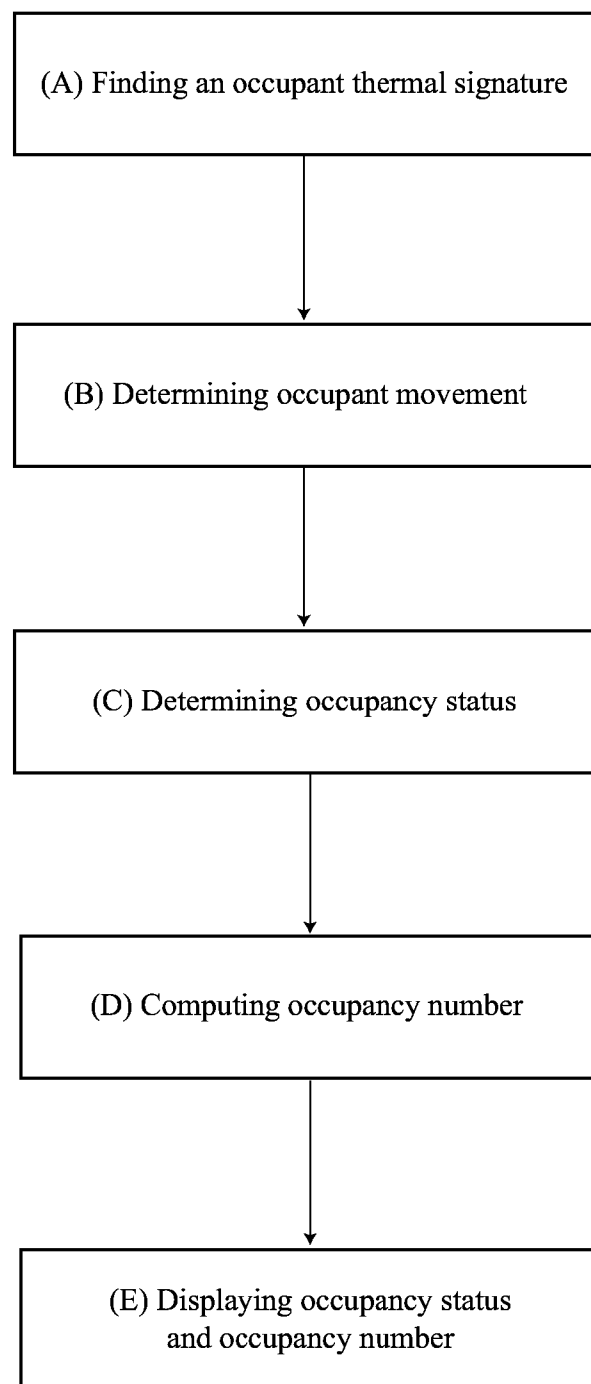 (A) Finding an occupant thermal signature
(B) Determining occupant movement
(C) Determining occupancy status
(D) Computing occupancy number
(E) Displaying occupancy status
and occupancy number